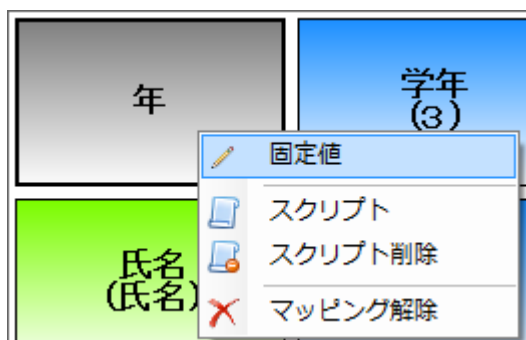 年
学年
(3)
固定値
スクリプト
スクリプト削除
マッピング解除
氏名
(氏名)